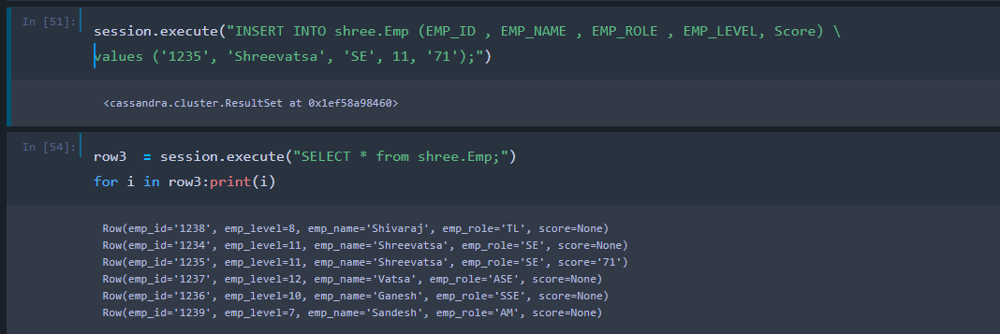 In [51]:
session.execute("INSERT INTO shree.Emp (EMP_ID , EMP_NAME , EMP_ROLE , EMP_LEVEL, Score) \
values ('1235', 'Shreevatsa', 'SE', 11, '71');")
<cassandra.cluster.ResultSet at 0x1ef58a98460>
In [54]:
row3  = session.execute("SELECT * from shree.Emp;")
for i in row3:print(i)
Row(emp_id='1238', emp_level=8, emp_name='Shivaraj', emp_role='TL', score=None)
Row(emp_id='1234', emp_level=11, emp_name='Shreevatsa', emp_role='SE', score=None)
Row(emp_id='1235', emp_level=11, emp_name='Shreevatsa', emp_role='SE', score='71')
Row(emp_id='1237', emp_level=12, emp_name='Vatsa', emp_role='ASE', score=None)
Row(emp_id='1236', emp_level=10, emp_name='Ganesh', emp_role='SSE', score=None)
Row(emp_id='1239', emp_level=7, emp_name='Sandesh', emp_role='AM', score=None)